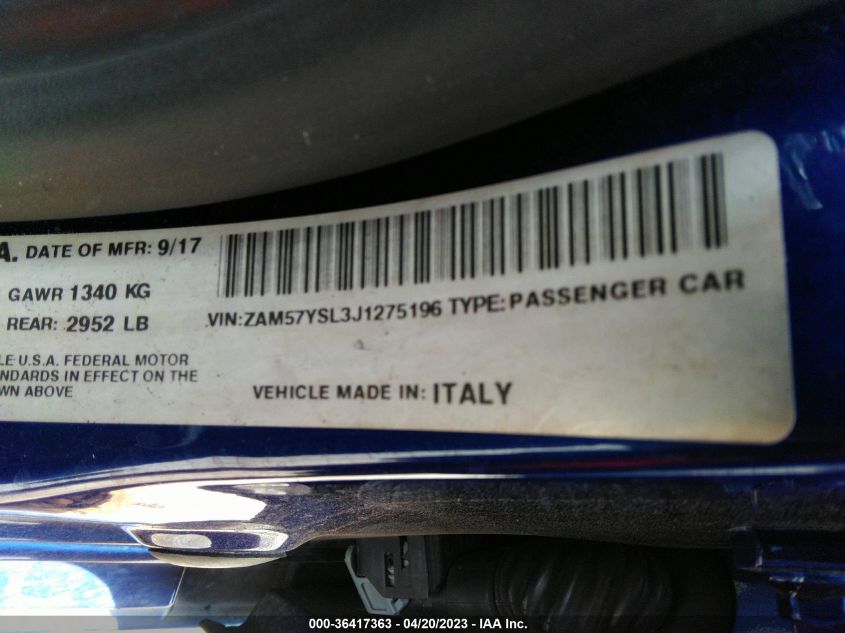 A. DATE OF MFR: 9/17
GAWR 1340 KG
REAR: 2952 LB
VIN:ZAM57YSL3J1275196 TYPE:PASSENGER CAR
LE U.S.A. FEDERAL MOTOR
NDARDS IN EFFECT ON THE
WN ABOVE
VEHICLE MADE IN: ITALY
000-36417363 - 04/20/2023 - IAA Inc.